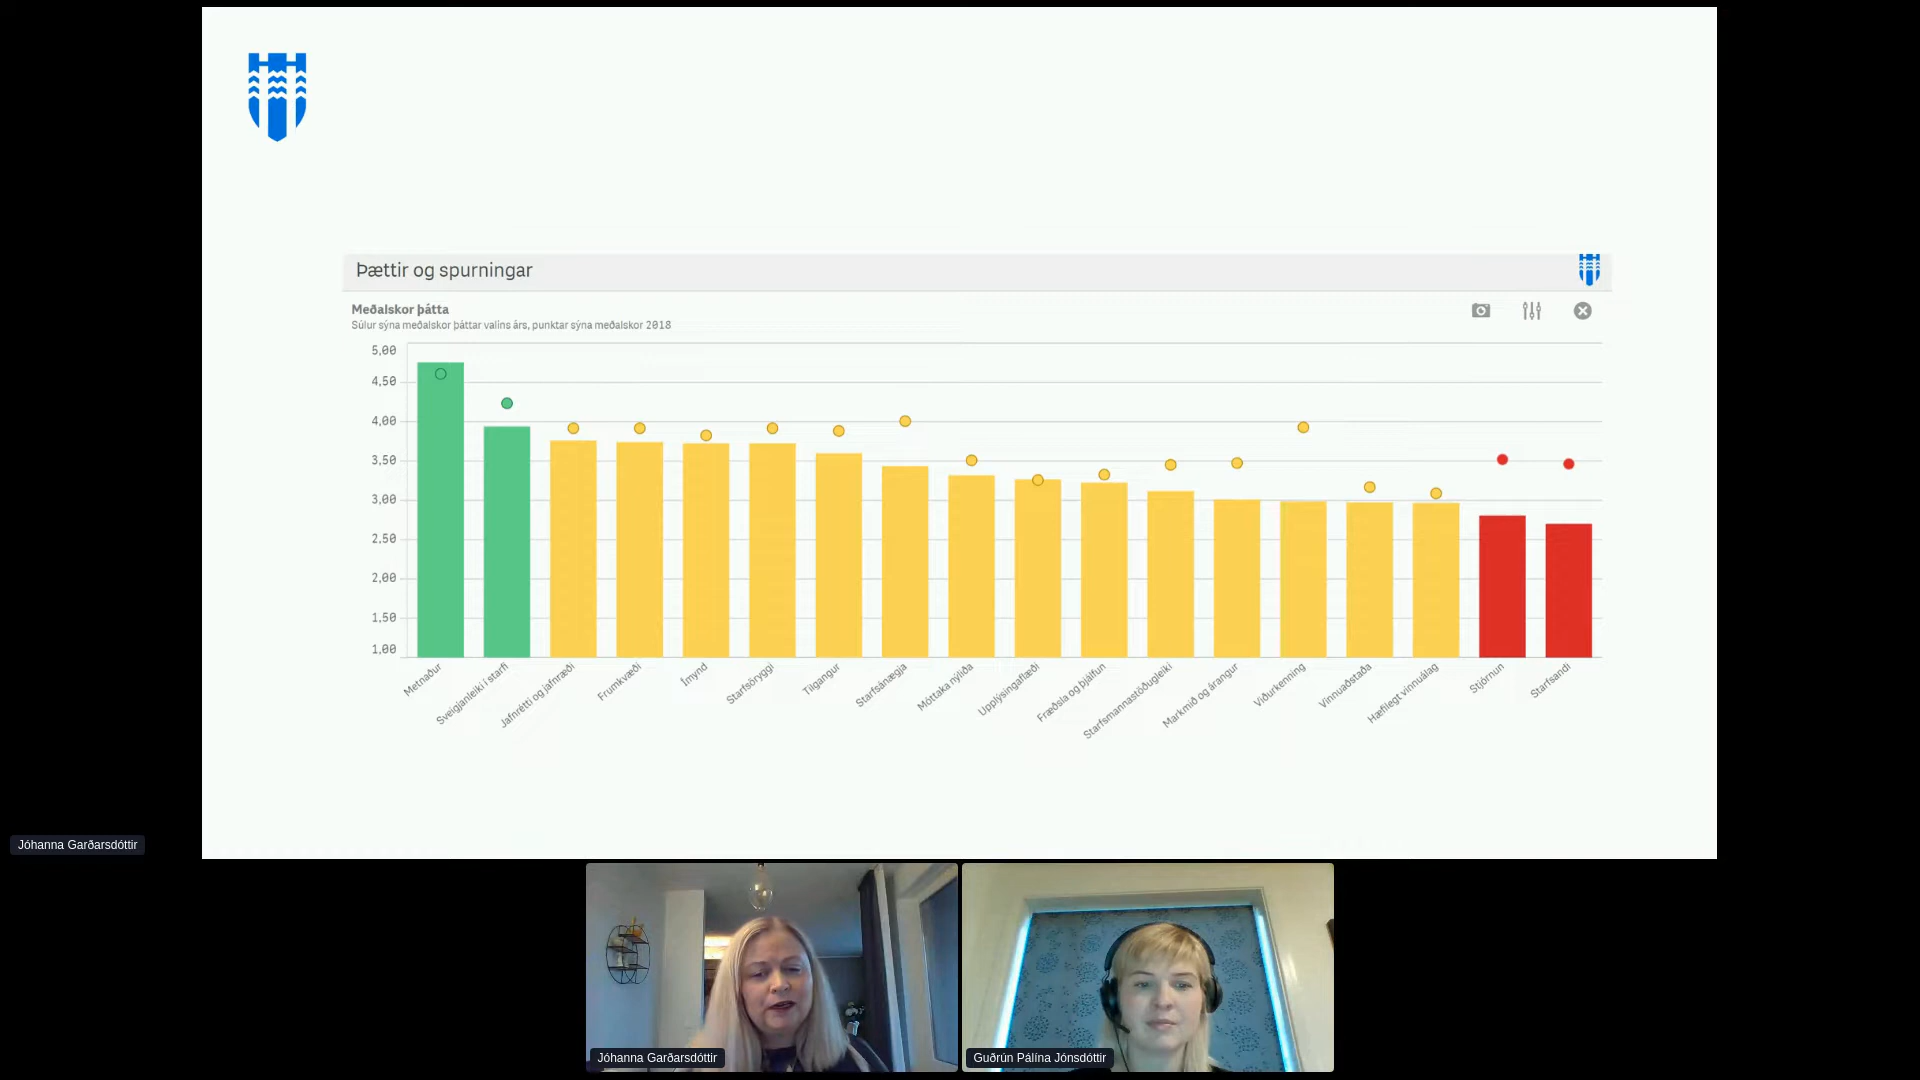 Þættir og spurningar
Meðalskor þátta
Súlur sýna meðalskor þáttar valins árs, punktar sýna meðalskor 2018
5,00
4,50
4,00
3,50
3,00
2,50
2,00
1,50
1,00
Metnaður
Sveigjanleiki í starfi
Jafnrétti og jafnræði
Frumkvæði
Ímynd
Starfsöryggi
Tilgangur
Starfsánægja
Móttaka nýliða
Upplýsingaflæði
Fræðsla og þjálfun
Starfsmannastöðugleiki
Markmið og árangur
Viðurkenning
Vinnuaðstaða
Hæfilegt vinnuálag
Stjórnun
Starfsandi
Jóhanna Garðarsdóttir
Jóhanna Garðarsdóttir
Guðrún Pálína Jónsdóttir